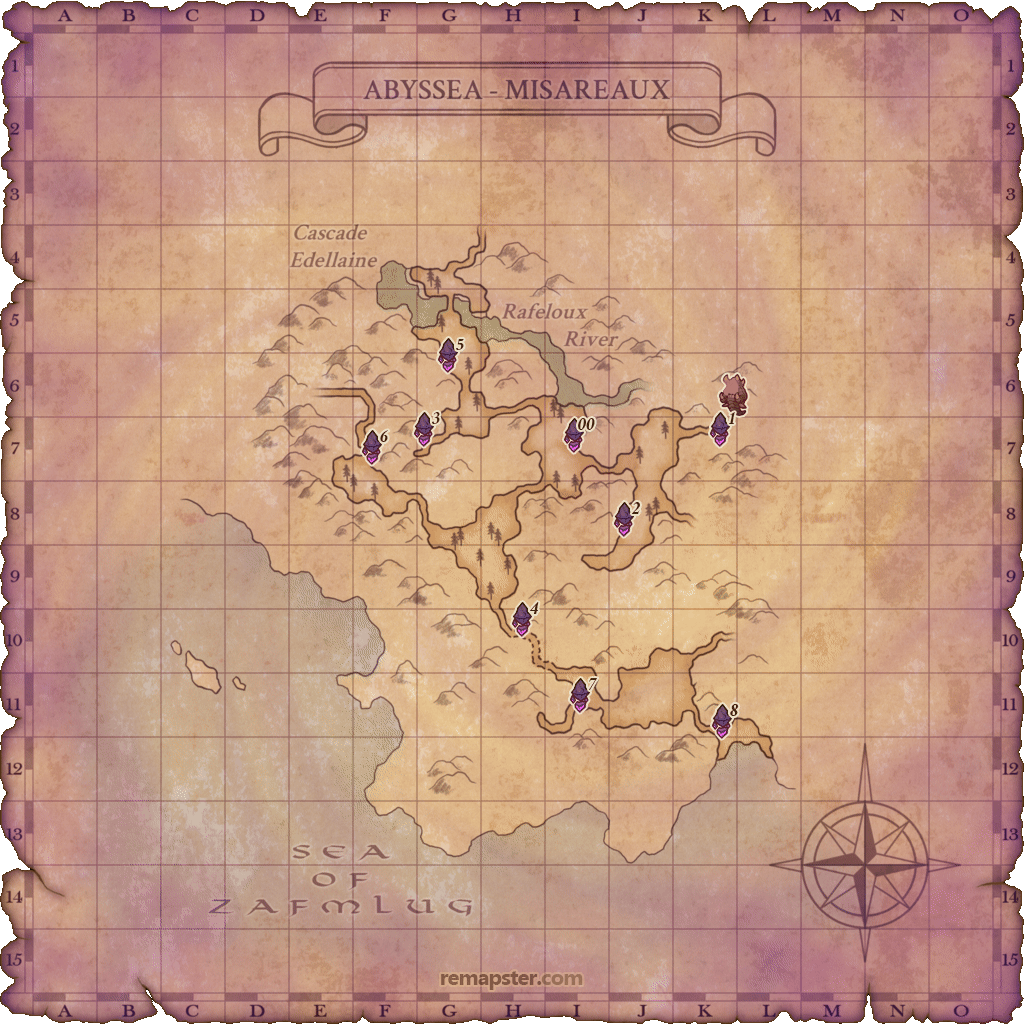 A B C D E F G H I J K L M N O
ABYSSEA - MISAREAUX
1 1
2 2
3 3
Cascade
Edellaine
4 4
Rafeloux
River
5 5
5
6 6
1
3
00
6
7 7
2
8 8
9 9
4
10 10
7
8
11 11
12 12
13 13
SEA
OF
ZAFMLUG
14 14
15 15
remapster.com
A B C D E F G H I J K L M N O